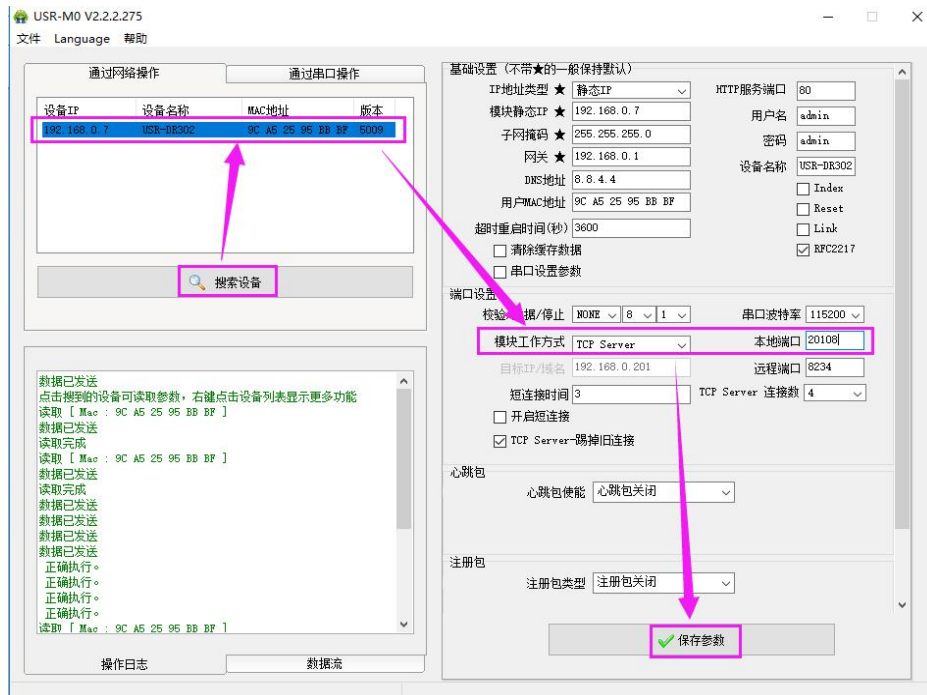 USR-M0 V2.2.2.275
文件 Language 帮助
通过网络操作 通过串口操作
设备IP 设备名称 MAC地址 版本
192.168.0.7 USR-DR302 9C A5 25 95 BB BF 5009
搜索设备
数据已发送
点击搜到的设备可读取参数，右键点击设备列表显示更多功能
读取 [ Mac : 9C A5 25 95 BB BF ]
数据已发送
读取完成
读取 [ Mac : 9C A5 25 95 BB BF ]
数据已发送
读取完成
数据已发送
数据已发送
数据已发送
数据已发送
正确执行。
正确执行。
正确执行。
正确执行。
读取 [ Mac : 9C A5 25 95 BB BF ]
操作日志 数据流
基础设置（不带★的一般保持默认）
IP地址类型 ★ 静态IP HTTP服务端口 80
模块静态IP ★ 192.168.0.7 用户名 admin
子网掩码 ★ 255.255.255.0 密码 admin
网关 ★ 192.168.0.1 设备名称 USR-DR302
DNS地址 8.8.4.4 Index
用户MAC地址 9C A5 25 95 BB BF Reset
超时重启时间(秒) 3600 Link
清除缓存数据 RFC2217
串口设置参数
端口设置
校验 据/停止 NONE 8 1 串口波特率 115200
模块工作方式 TCP Server 本地端口 20108
目标IP/域名 192.168.0.201 远程端口 8234
短连接时间 3 TCP Server 连接数 4
开启短连接
TCP Server-踢掉旧连接
心跳包
心跳包使能 心跳包关闭
注册包
注册包类型 注册包关闭
保存参数